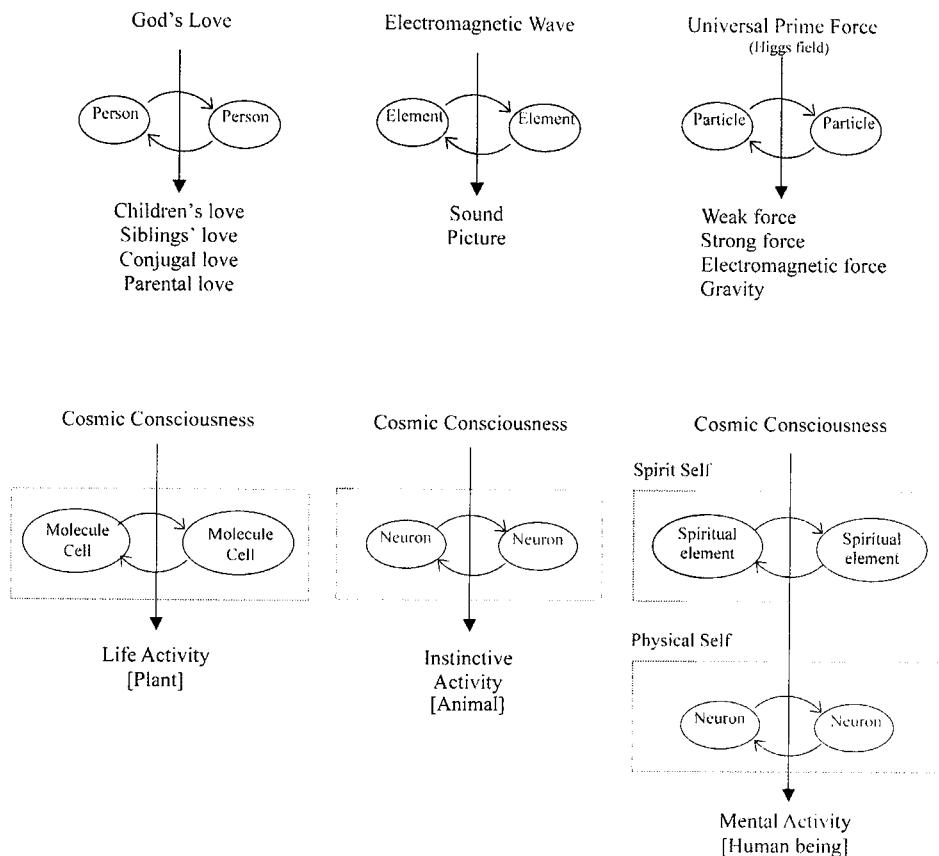 God's Love
Person
Person
Children's love
Siblings' love
Conjugal love
Parental love
Electromagnetic Wave
Element
Element
Sound
Picture
Universal Prime Force
(Higgs field)
Particle
Particle
Weak force
Strong force
Electromagnetic force
Gravity
Cosmic Consciousness
Molecule
Cell
Molecule
Cell
Life Activity
[Plant]
Cosmic Consciousness
Neuron
Neuron
Instinctive
Activity
[Animal]
Cosmic Consciousness
Spirit Self
Spiritual
element
Spiritual
element
Physical Self
Neuron
Neuron
Mental Activity
[Human being]